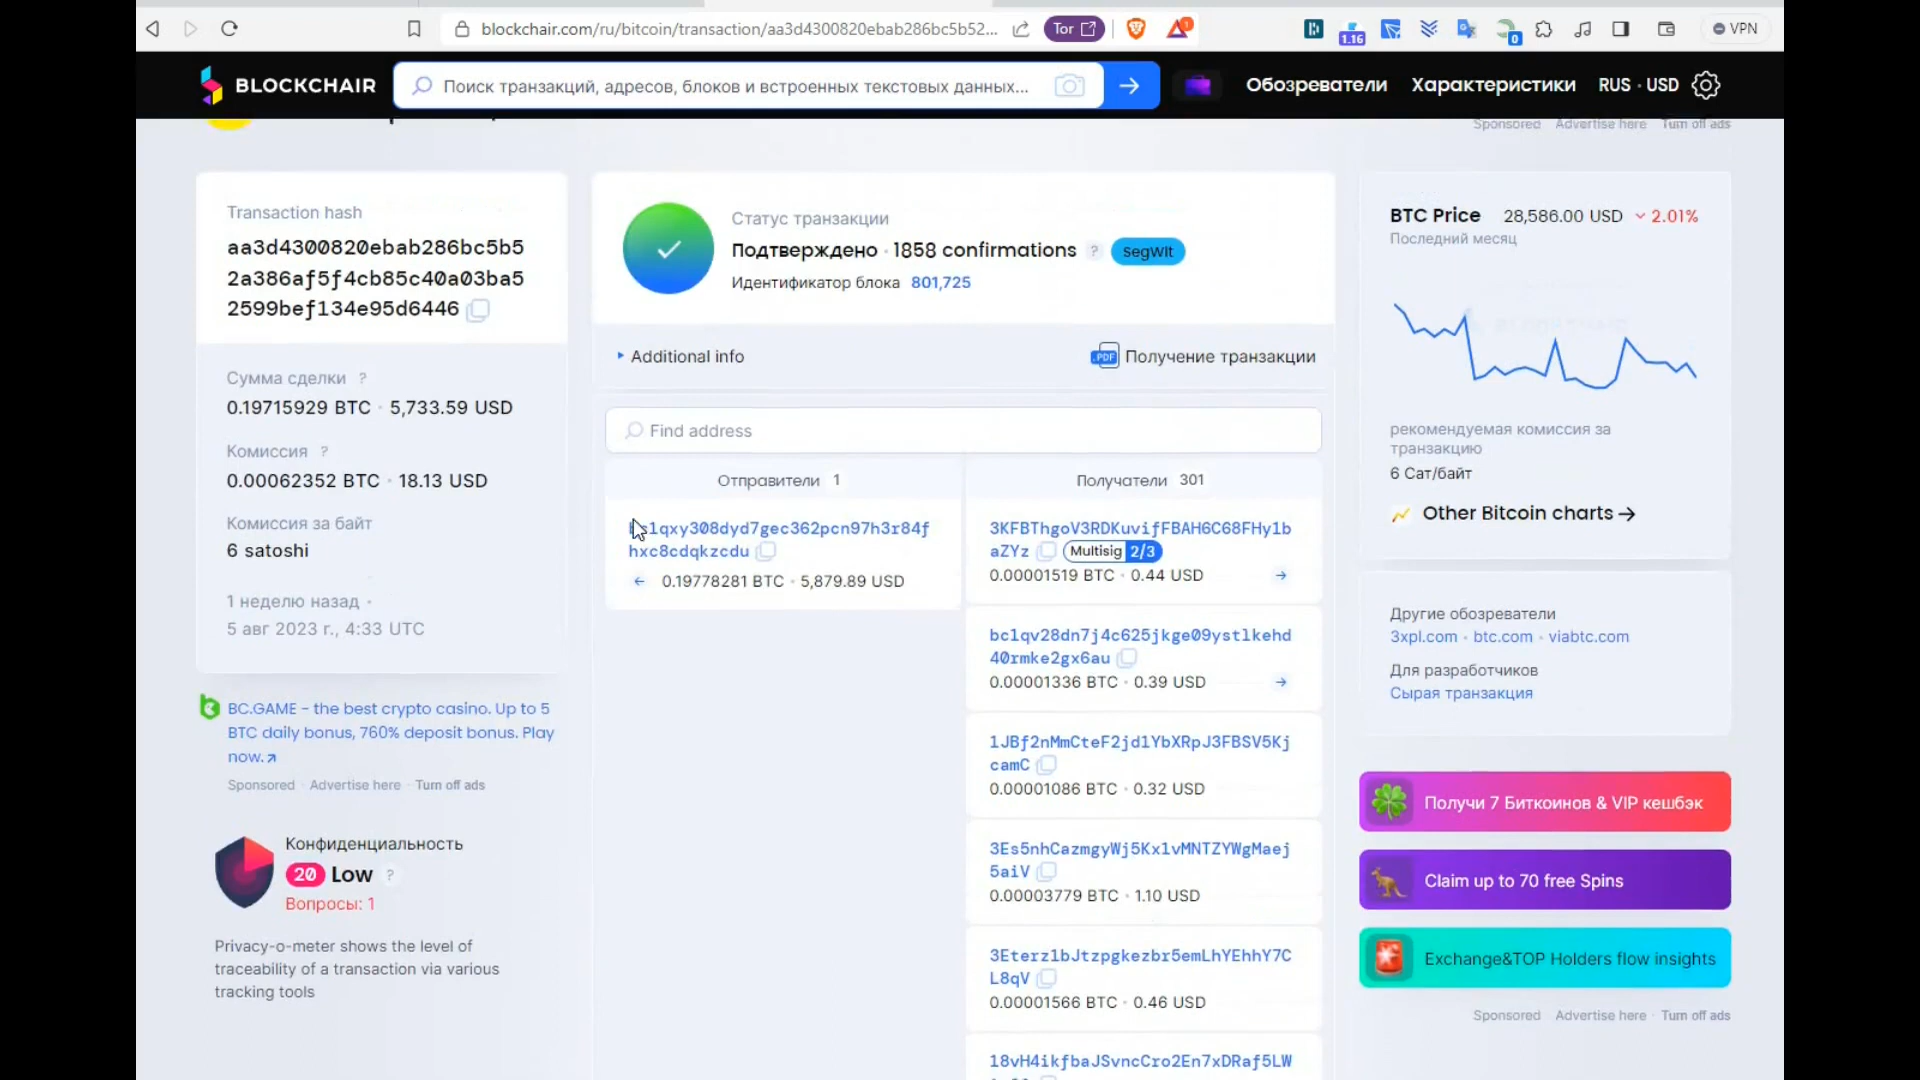 blockchair.com/ru/bitcoin/transaction/aa3d4300820ebab286bc5b52...
Tor
1
1.16
0
VPN
BLOCKCHAIR
Поиск транзакций, адресов, блоков и встроенных текстовых данных...
Обозреватели
Характеристики
RUS · USD
Sponsored Advertise here Turn off ads
Transaction hash
aa3d4300820ebab286bc5b5
2a386af5f4cb85c40a03ba5
2599bef134e95d6446
Сумма сделки ?
0.19715929 BTC · 5,733.59 USD
Комиссия ?
0.00062352 BTC · 18.13 USD
Комиссия за байт
6 satoshi
1 неделю назад ·
5 авг 2023 г., 4:33 UTC
BC.GAME - the best crypto casino. Up to 5
BTC daily bonus, 760% deposit bonus. Play
now.
Sponsored · Advertise here · Turn off ads
Конфиденциальность
20 Low ?
Вопросы: 1
Privacy-o-meter shows the level of
traceability of a transaction via various
tracking tools
Статус транзакции
Подтверждено · 1858 confirmations ? SegWit
Идентификатор блока 801,725
Additional info
PDF Получение транзакции
Find address
Отправители 1
c1qxy308dyd7gec362pcn97h3r84f
hxc8cdqkzcdu
← 0.19778281 BTC · 5,879.89 USD
Получатели 301
3KFBThgoV3RDKuvifFBAH6C68FHy1b
aZYz Multisig 2/3
0.00001519 BTC · 0.44 USD →
bc1qv28dn7j4c625jkge09ystlkehd
40rmke2gx6au
0.00001336 BTC · 0.39 USD →
1JBf2nMmCteF2jd1YbXRpJ3FBSV5Kj
camC
0.00001086 BTC · 0.32 USD
3Es5nhCazmgyWj5Kx1vMNTZYWgMaej
5aiV
0.00003779 BTC · 1.10 USD
3Eterz1bJtzpgkezbr5emLhYEhhY7C
L8qV
0.00001566 BTC · 0.46 USD
18vH4ikfbaJSvncCro2En7xDRaf5LW
BTC Price 28,586.00 USD 2.01%
Последний месяц
рекомендуемая комиссия за
транзакцию
6 Сат/байт
Other Bitcoin charts →
Другие обозреватели
3xpl.com · btc.com · viabtc.com
Для разработчиков
Сырая транзакция
Получи 7 Биткоинов & VIP кешбэк
Claim up to 70 free Spins
Exchange&TOP Holders flow insights
Sponsored Advertise here · Turn off ads